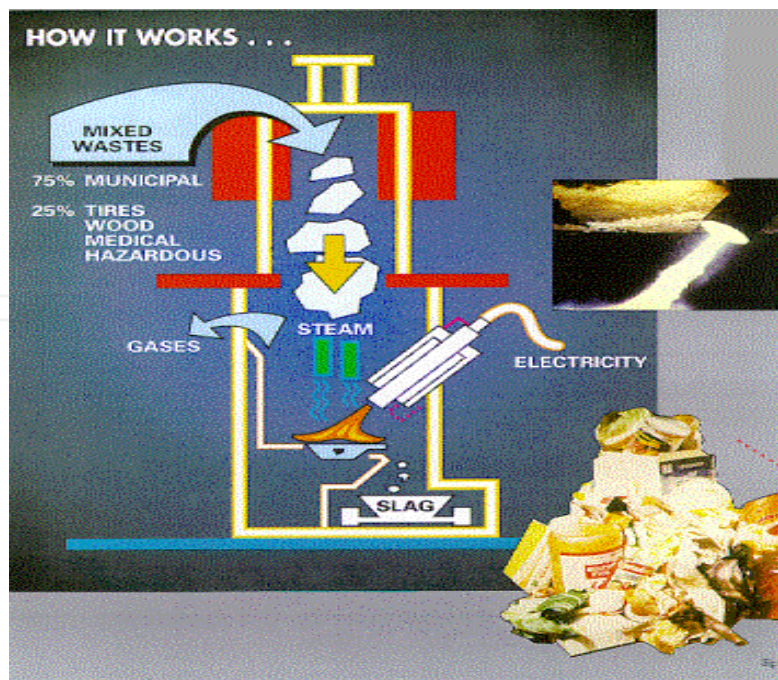 HOW IT WORKS . . .
MIXED
WASTES
75% MUNICIPAL
25% TIRES
WOOD
MEDICAL
HAZARDOUS
STEAM
GASES
ELECTRICITY
SLAG